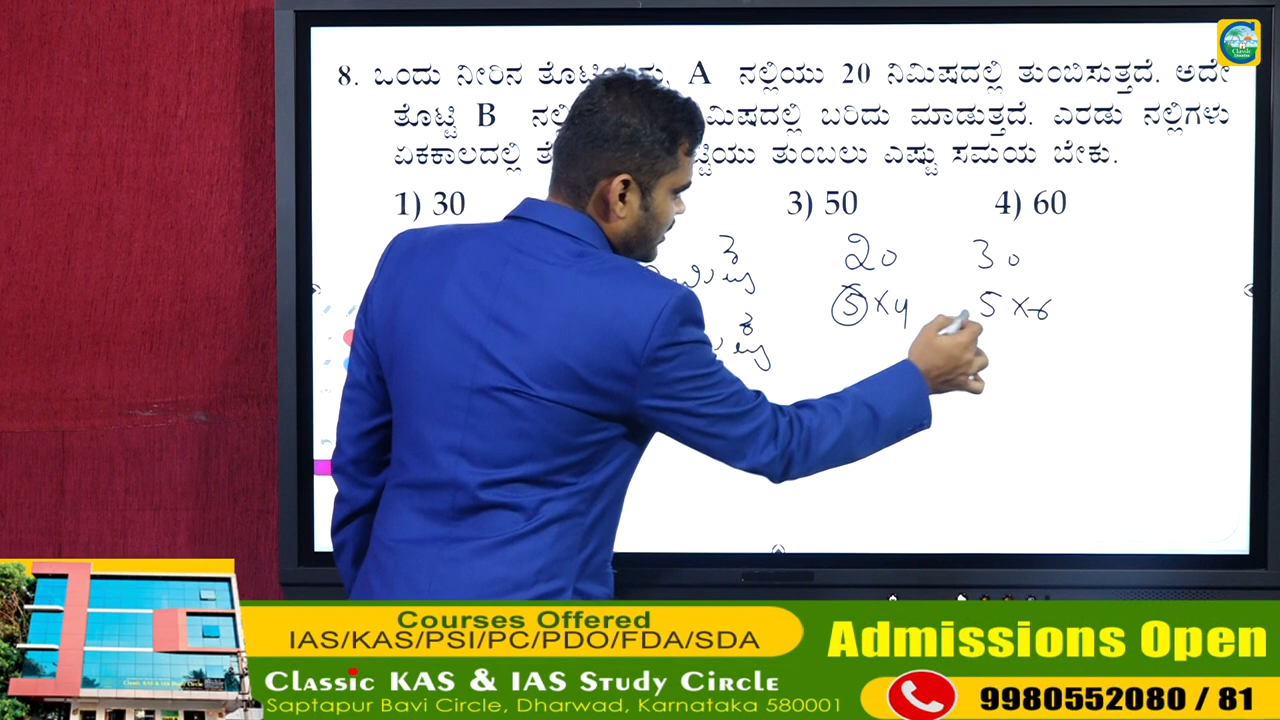 8. ಒಂದು ನೀರಿನ A ನಲ್ಲಿಯು 20 ನಿಮಿಷದಲ್ಲಿ ತುಂಬಿಸುತ್ತದೆ. ಅದೇ
ತೊಟ್ಟಿ B ಬರಿದು ಮಾಡುತ್ತದೆ. ಎರಡು ನಲ್ಲಿಗಳು
ಏಕಕಾಲದಲ್ಲಿ ತುಂಬಲು ಎಷ್ಟು ಸಮಯ ಬೇಕು.
1) 30 3) 50 4) 60
20 30
5 x 4 5 x 6
Classic Education
Courses Offered
IAS/KAS/PSI/PC/PDO/FDA/SDA
Classic KAS & IAS Study Circle
Saptapur Bavi Circle, Dharwad, Karnataka 580001
Admissions Open
9980552080 / 81